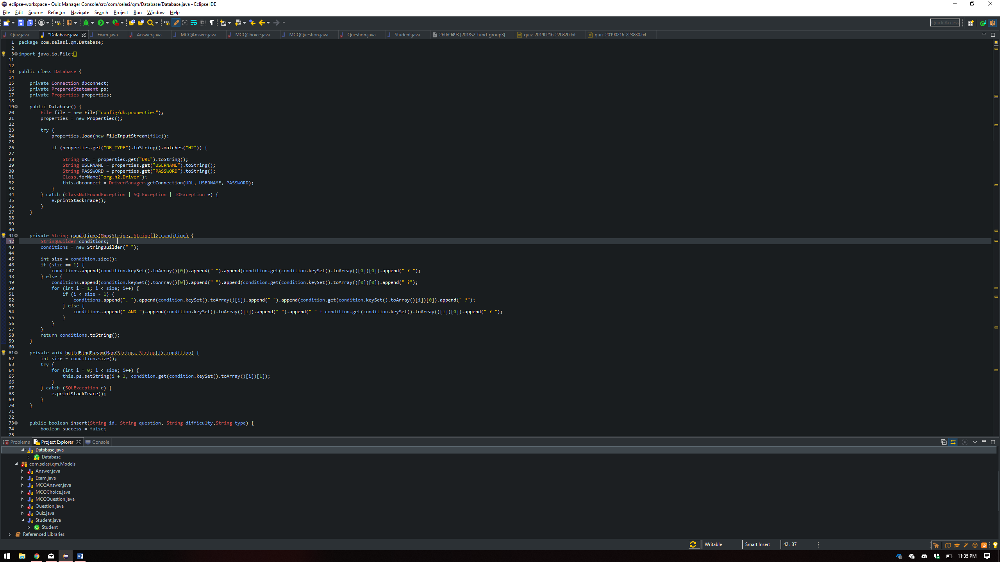 eclipse-workspace - Quiz Manager Console/src/com/selasi/qm/Database/Database.java - Eclipse IDE
File Edit Source Refactor Navigate Search Project Run Window Help
Quick Access
Quiz.java *Database.java Exam.java Answer.java MCQAnswer.java MCQChoice.java MCQQuestion.java Question.java Student.java 2b0d9493 [2018s2-fund-group3] quiz_20190216_220820.txt quiz_20190216_223830.txt
1 package com.selasi.qm.Database;
2
3 import java.io.File;
11
12
13 public class Database {
14
15     private Connection dbconnect;
16     private PreparedStatement ps;
17     private Properties properties;
18
19     public Database() {
20         File file = new File("config/db.properties");
21         properties = new Properties();
22
23         try {
24             properties.load(new FileInputStream(file));
25
26             if (properties.get("DB_TYPE").toString().matches("H2")) {
27
28                 String URL = properties.get("URL").toString();
29                 String USERNAME = properties.get("USERNAME").toString();
30                 String PASSWORD = properties.get("PASSWORD").toString();
31                 Class.forName("org.h2.Driver");
32                 this.dbconnect = DriverManager.getConnection(URL, USERNAME, PASSWORD);
33             }
34         } catch (ClassNotFoundException | SQLException | IOException e) {
35             e.printStackTrace();
36         }
37     }
38
39
40
41     private String conditions(Map<String, String[]> condition) {
42         StringBuilder conditions;
43         conditions = new StringBuilder(" ");
44
45         int size = condition.size();
46         if (size == 1) {
47             conditions.append(condition.keySet().toArray()[0]).append(" ").append(condition.get(condition.keySet().toArray()[0])[0]).append(" ? ");
48         } else {
49             conditions.append(condition.keySet().toArray()[0]).append(" ").append(condition.get(condition.keySet().toArray()[0])[0]).append(" ?");
50             for (int i = 1; i < size; i++) {
51                 if (i < size - 1) {
52                     conditions.append(", ").append(condition.keySet().toArray()[i]).append(" ").append(condition.get(condition.keySet().toArray()[i])[0]).append(" ?");
53                 } else {
54                     conditions.append(" AND ").append(condition.keySet().toArray()[i]).append(" ").append(" " + condition.get(condition.keySet().toArray()[i])[0]).append(" ? ");
55                 }
56             }
57         }
58         return conditions.toString();
59     }
60
61     private void buildBindParam(Map<String, String[]> condition) {
62         int size = condition.size();
63         try {
64             for (int i = 0; i < size; i++) {
65                 this.ps.setString(i + 1, condition.get(condition.keySet().toArray()[i])[1]);
66             }
67         } catch (SQLException e) {
68             e.printStackTrace();
69         }
70     }
71
72
73     public boolean insert(String id, String question, String difficulty,String type) {
74         boolean success = false;
75
Problems Project Explorer Console
Database.java
Database
com.selasi.qm.Models
Answer.java
Exam.java
MCQAnswer.java
MCQChoice.java
MCQQuestion.java
Question.java
Quiz.java
Student.java
Student
Referenced Libraries
Writable Smart Insert 42 : 37
11:35 PM